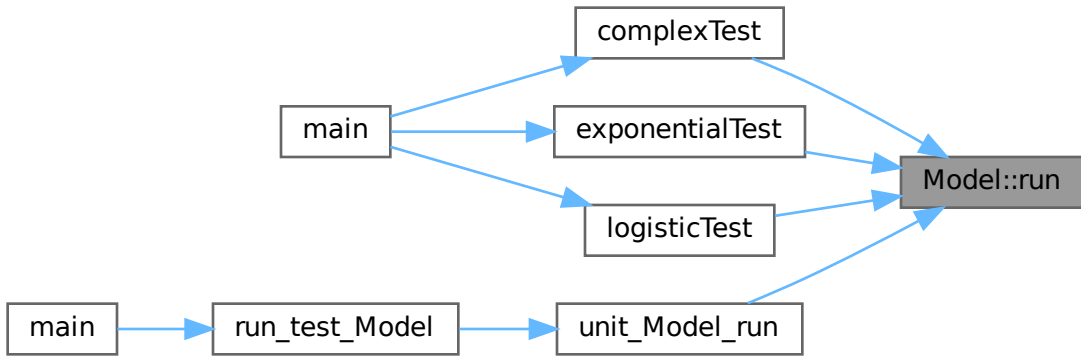 complexTest
main
exponentialTest
Model::run
logisticTest
main
run_test_Model
unit_Model_run